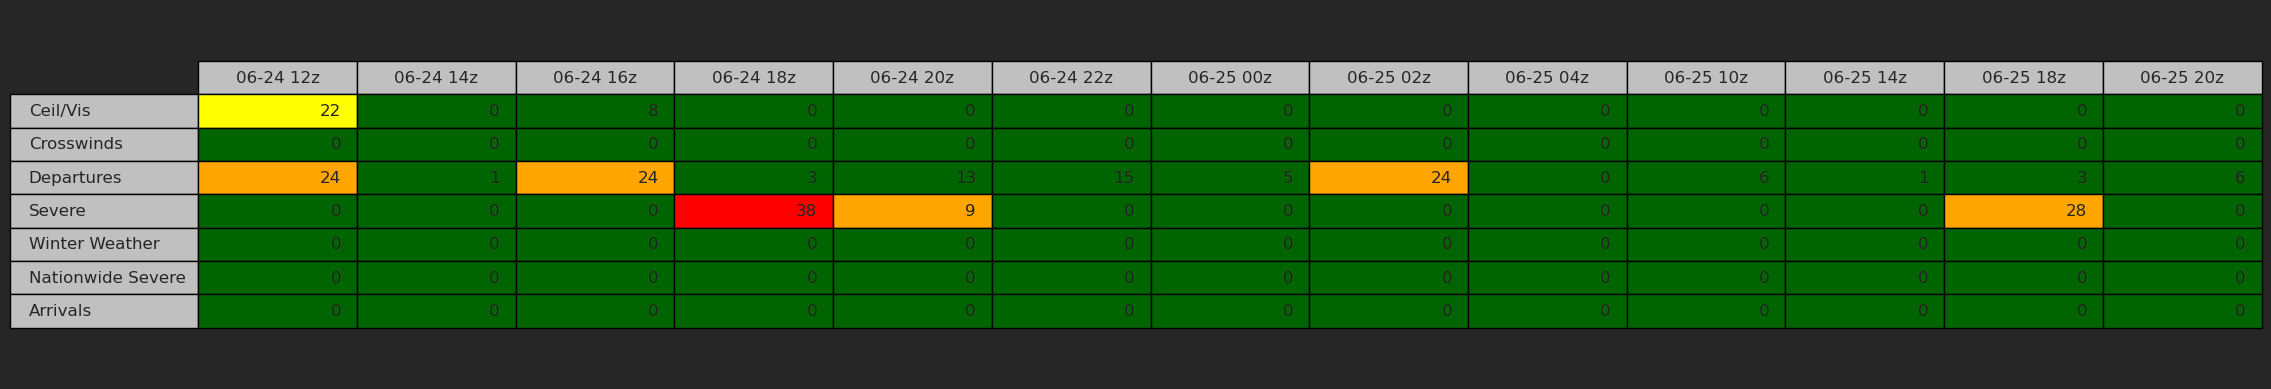 06-24 12z 06-24 14z 06-24 16z 06-24 18z 06-24 20z 06-24 22z 06-25 00z 06-25 02z 06-25 04z 06-25 10z 06-25 14z 06-25 18z 06-25 20z
Ceil/Vis 22 0 8 0 0 0 0 0 0 0 0 0 0
Crosswinds 0 0 0 0 0 0 0 0 0 0 0 0 0
Departures 24 1 24 3 13 15 5 24 0 6 1 3 6
Severe 0 0 0 38 9 0 0 0 0 0 0 28 0
Winter Weather 0 0 0 0 0 0 0 0 0 0 0 0 0
Nationwide Severe 0 0 0 0 0 0 0 0 0 0 0 0 0
Arrivals 0 0 0 0 0 0 0 0 0 0 0 0 0